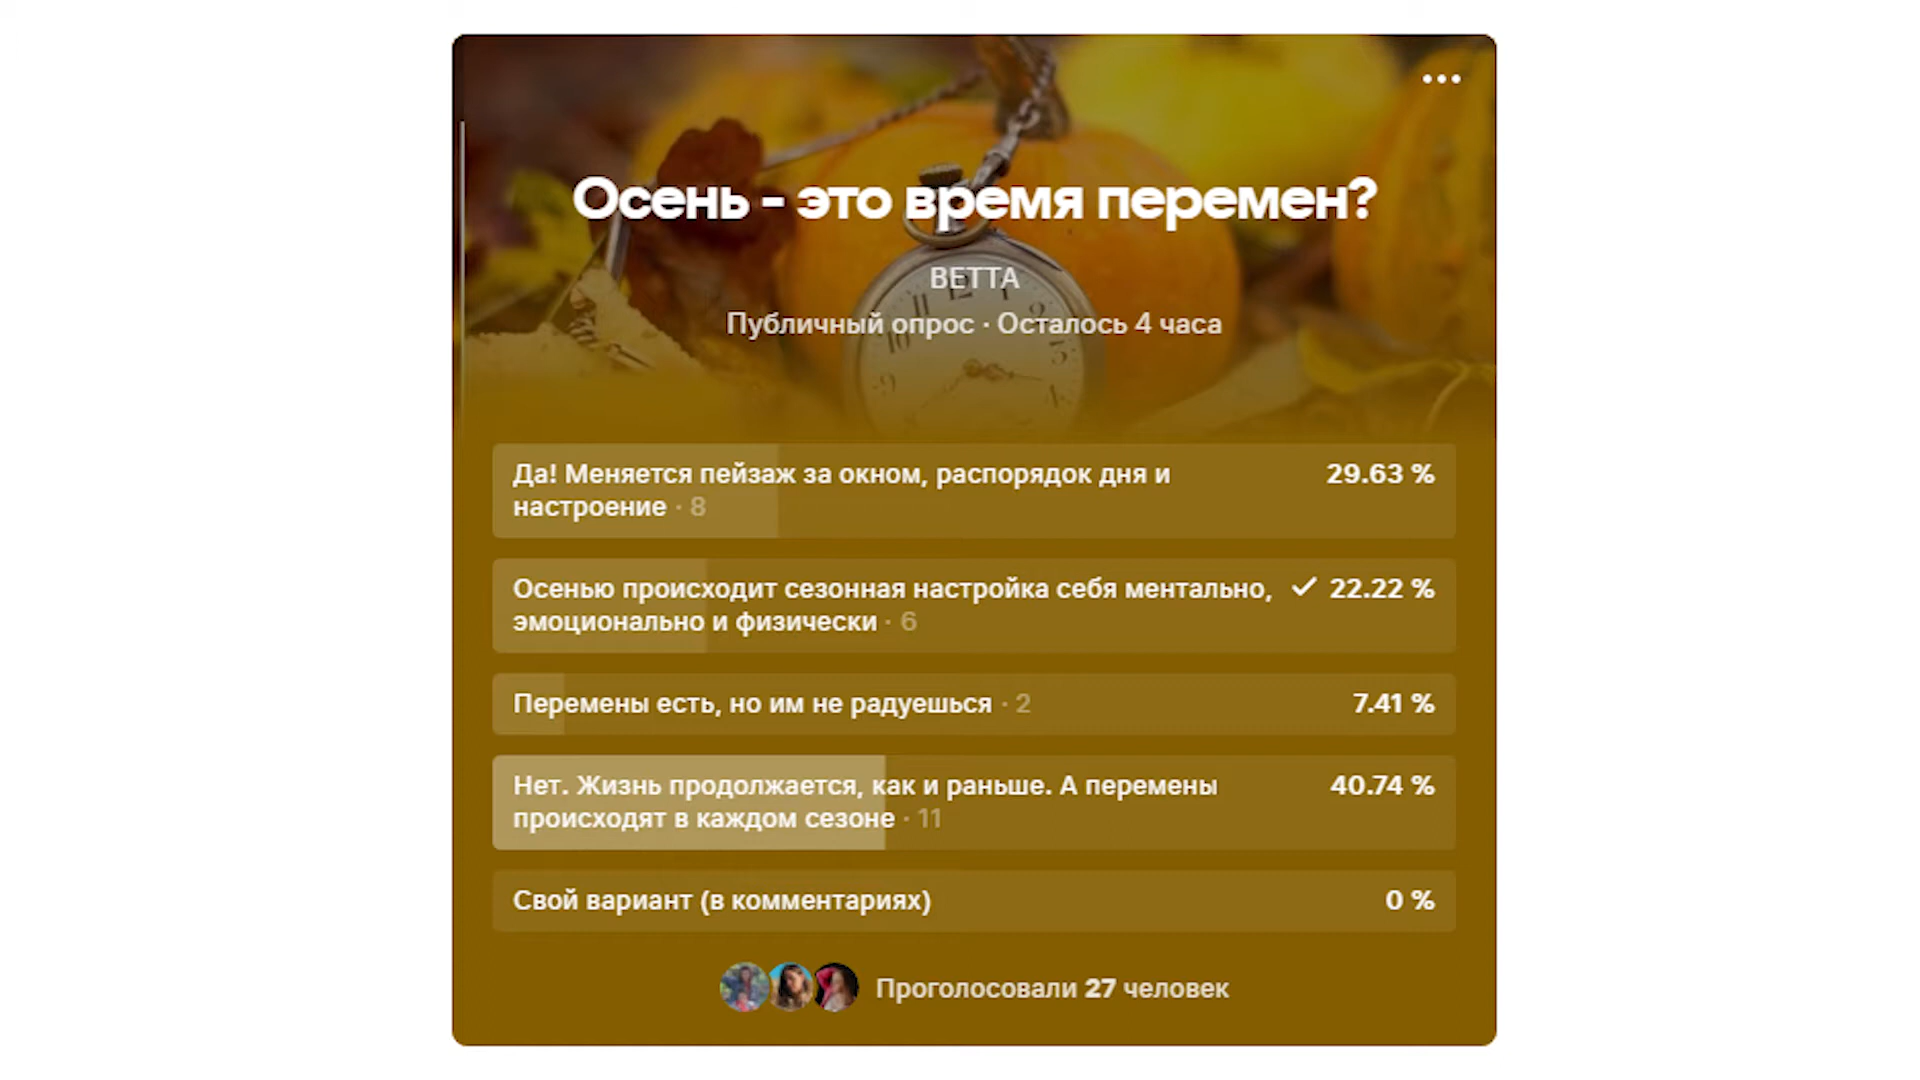 Осень - это время перемен?
ВЕТТА
Публичный опрос · Осталось 4 часа
Да! Меняется пейзаж за окном, распорядок дня и 29.63 %
настроение · 8
Осенью происходит сезонная настройка себя ментально, 22.22 %
эмоционально и физически · 6
Перемены есть, но им не радуешься · 2 7.41 %
Нет. Жизнь продолжается, как и раньше. А перемены 40.74 %
происходят в каждом сезоне · 11
Свой вариант (в комментариях) 0 %
Проголосовали 27 человек